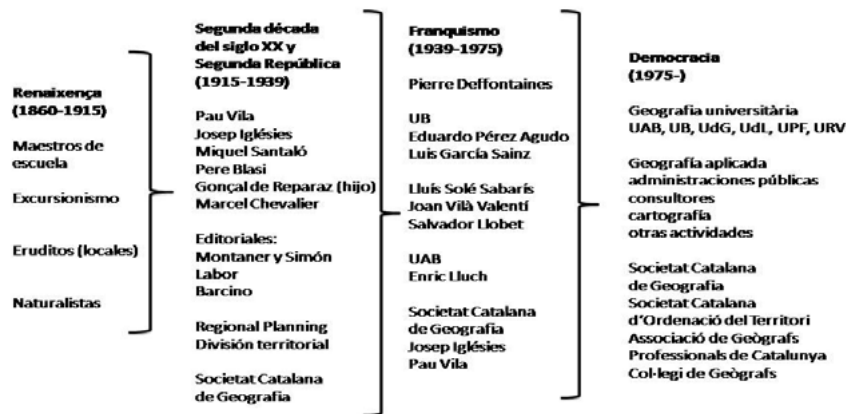 Renaixença
(1860-1915)
Maestros de
escuela
Excursionismo
Eruditos (locales)
Naturalistas
Segunda década
del siglo XX y
Segunda República
(1915-1939)
Pau Vila
Josep Iglésies
Miquel Santaló
Pere Blasi
Gonçal de Reparaz (hijo)
Marcel Chevalier
Editoriales:
Montaner y Simón
Labor
Barcino
Regional Planning
División territorial
Societat Catalana
de Geografia
Franquismo
(1939-1975)
Pierre Deffontaines
UB
Eduardo Pérez Agudo
Luis García Sainz
Lluís Solé Sabarís
Joan Vilà Valentí
Salvador Llobet
UAB
Enric Lluch
Societat Catalana
de Geografia
Josep Iglésies
Pau Vila
Democracia
(1975-)
Geografia universitària
UAB, UB, UdG, UdL, UPF, URV
Geografía aplicada
administraciones públicas
consultores
cartografía
otras actividades
Societat Catalana
de Geografia
Societat Catalana
d'Ordenació del Territori
Associació de Geògrafs
Professionals de Catalunya
Col·legi de Geògrafs